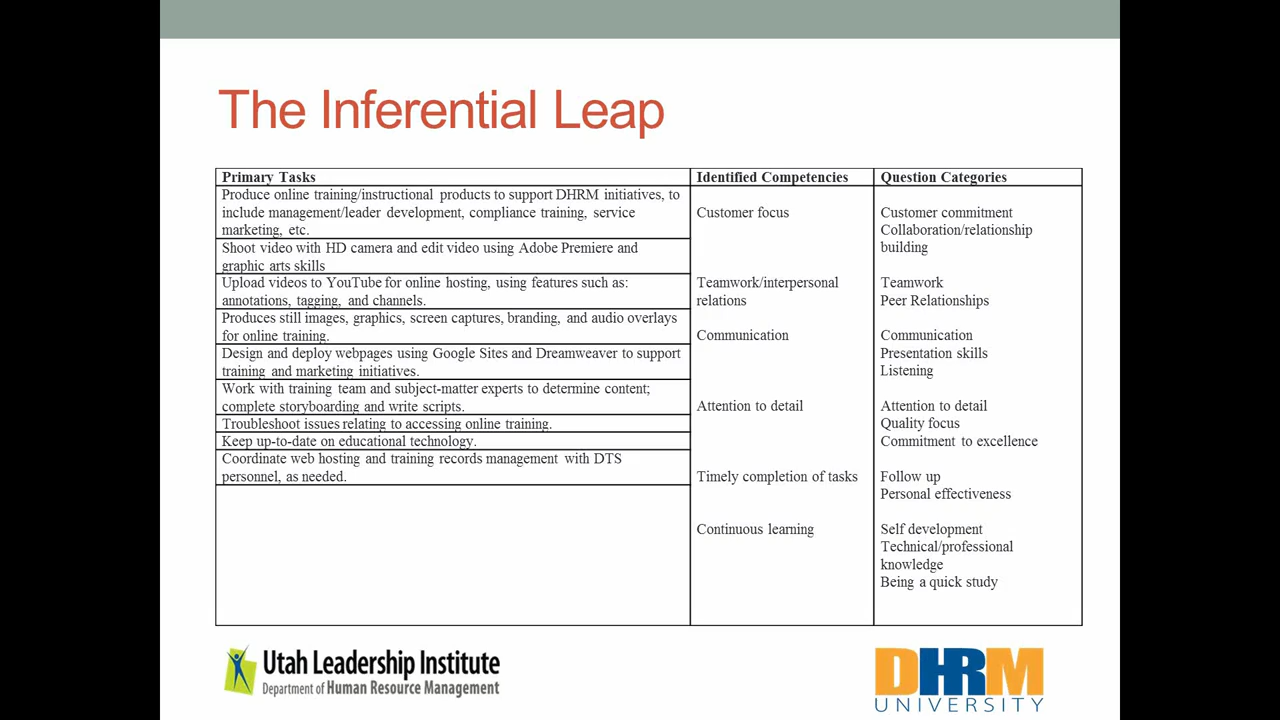 The Inferential Leap
Primary Tasks
Produce online training/instructional products to support DHRM initiatives, to
include management/leader development, compliance training, service
marketing, etc.
Shoot video with HD camera and edit video using Adobe Premiere and
graphic arts skills
Upload videos to YouTube for online hosting, using features such as:
annotations, tagging, and channels.
Produces still images, graphics, screen captures, branding, and audio overlays
for online training.
Design and deploy webpages using Google Sites and Dreamweaver to support
training and marketing initiatives.
Work with training team and subject-matter experts to determine content;
complete storyboarding and write scripts.
Troubleshoot issues relating to accessing online training.
Keep up-to-date on educational technology.
Coordinate web hosting and training records management with DTS
personnel, as needed.
Identified Competencies
Customer focus
Teamwork/interpersonal
relations
Communication
Attention to detail
Timely completion of tasks
Continuous learning
Question Categories
Customer commitment
Collaboration/relationship
building
Teamwork
Peer Relationships
Communication
Presentation skills
Listening
Attention to detail
Quality focus
Commitment to excellence
Follow up
Personal effectiveness
Self development
Technical/professional
knowledge
Being a quick study
Utah Leadership Institute
Department of Human Resource Management
DHRM
UNIVERSITY